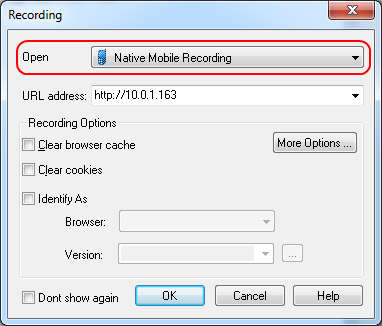 Recording
Open Native Mobile Recording
URL address: http://10.0.1.163
Recording Options
Clear browser cache More Options ...
Clear cookies
Identify As
Browser:
Version: ...
Dont show again OK Cancel Help